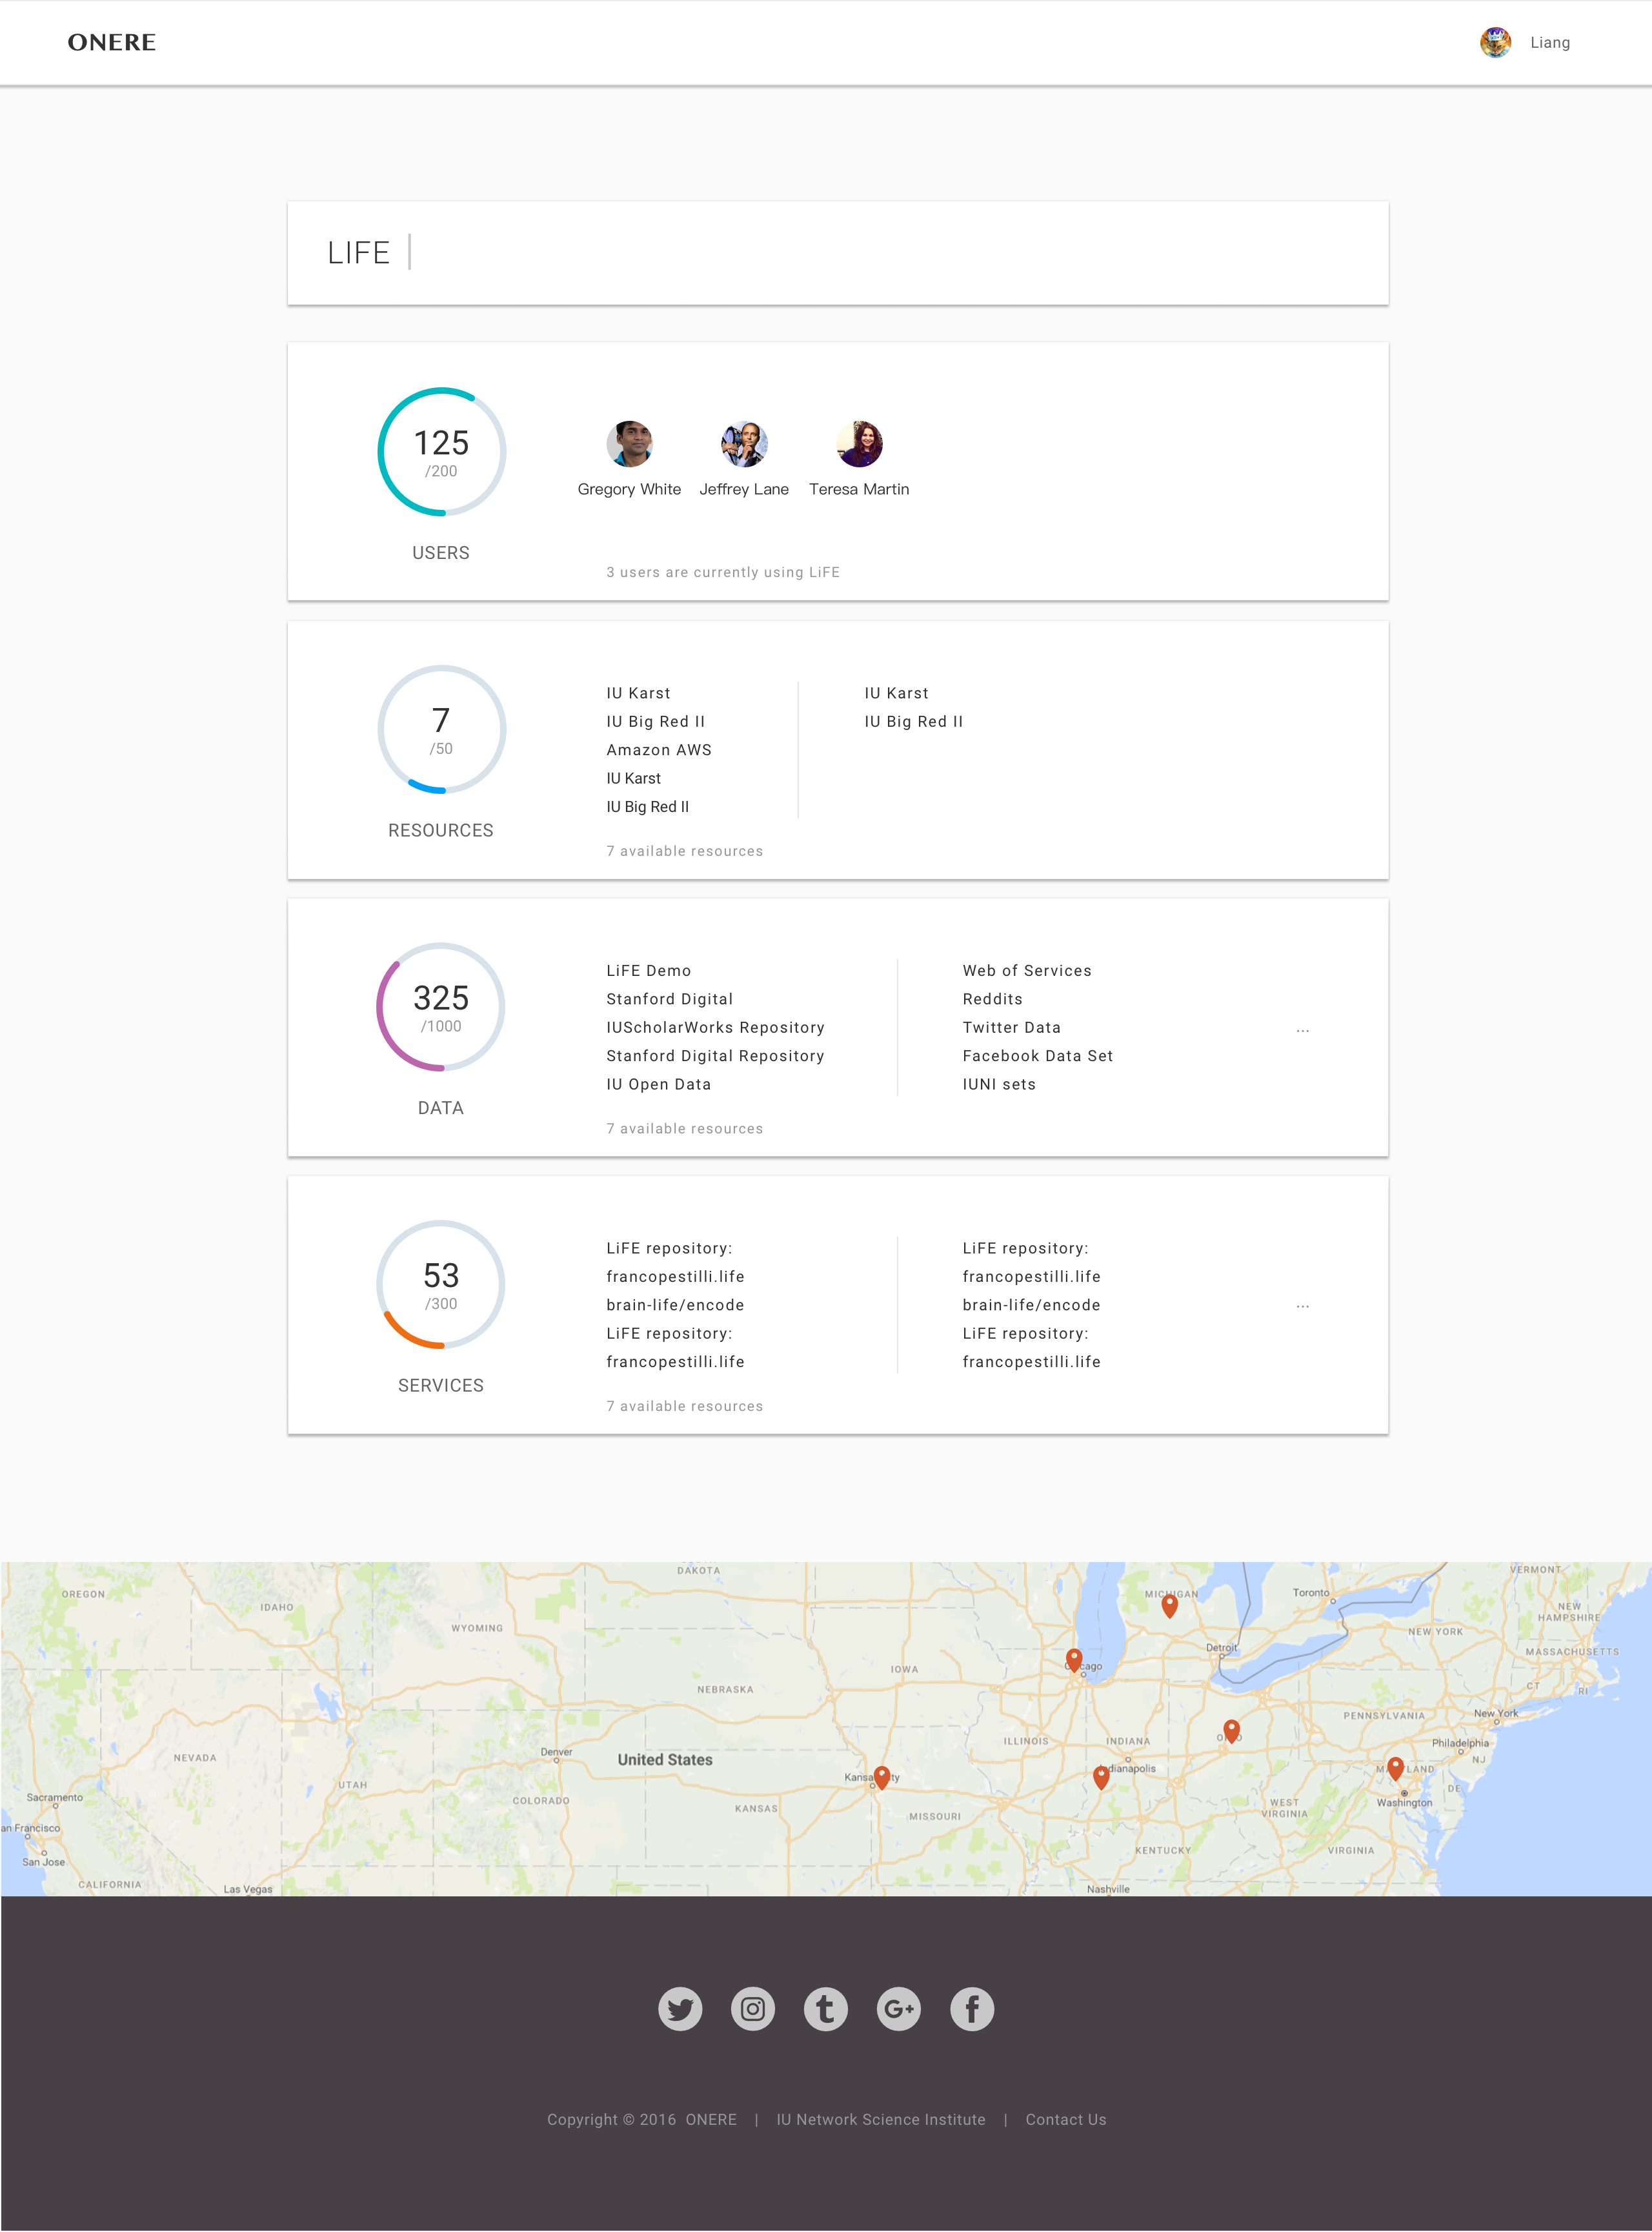 ONERE
Liang
LIFE
125
/200
USERS
Gregory White
Jeffrey Lane
Teresa Martin
3 users are currently using LiFE
7
/50
RESOURCES
IU Karst
IU Big Red II
Amazon AWS
IU Karst
IU Big Red II
IU Karst
IU Big Red II
7 available resources
325
/1000
DATA
LiFE Demo
Stanford Digital
IUScholarWorks Repository
Stanford Digital Repository
IU Open Data
Web of Services
Reddits
Twitter Data
Facebook Data Set
IUNI sets
...
7 available resources
53
/300
SERVICES
LiFE repository:
francopestilli.life
brain-life/encode
LiFE repository:
francopestilli.life
LiFE repository:
francopestilli.life
brain-life/encode
LiFE repository:
francopestilli.life
...
7 available resources
DAKOTA
VERMONT
OREGON
MICHIGAN
Toronto
IDAHO
NEW
HAMPSHIRE
WYOMING
NEW YORK
Detroit
MASSACHUSETTS
IOWA
NEBRASKA
CT
RI
New York
PENNSYLVANIA
ILLINOIS
INDIANA
Philadelphia
Denver
United States
NEVADA
NJ
UTAH
Sacramento
COLORADO
KANSAS
MISSOURI
WEST
VIRGINIA
Washington
DE
an Francisco
San Jose
KENTUCKY
VIRGINIA
CALIFORNIA
Las Vegas
Nashville
t
G+
f
Copyright © 2016 ONERE | IU Network Science Institute | Contact Us